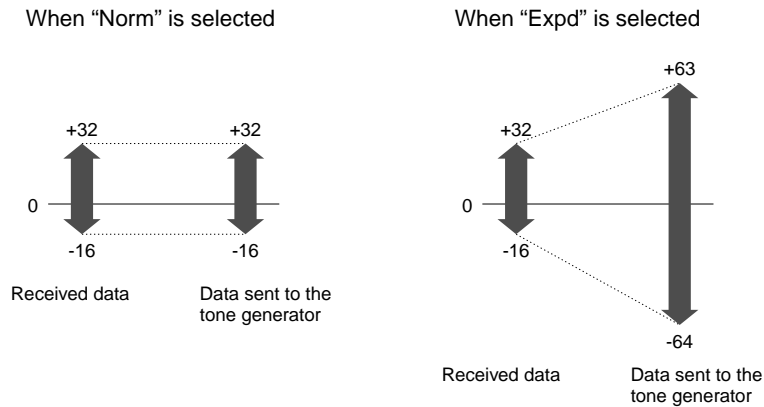 When “Norm” is selected
+32
+32
0
-16
-16
Received data
Data sent to the
tone generator
When “Expd” is selected
+63
+32
0
-16
-64
Received data
Data sent to the
tone generator